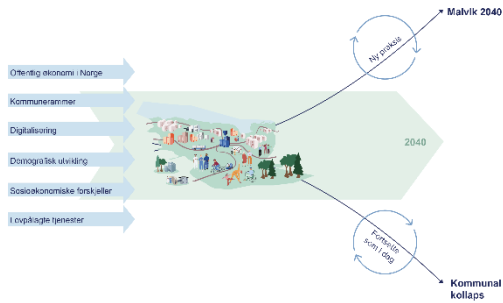 Malvik 2040
Ny praksis
Offentlig økonomi i Norge
Kommunerammer
Digitalisering
Demografisk utvikling
Sosioøkonomiske forskjeller
Lovpålagte tjenester
2040
Fortsette
som i dag
Kommunal
kollaps